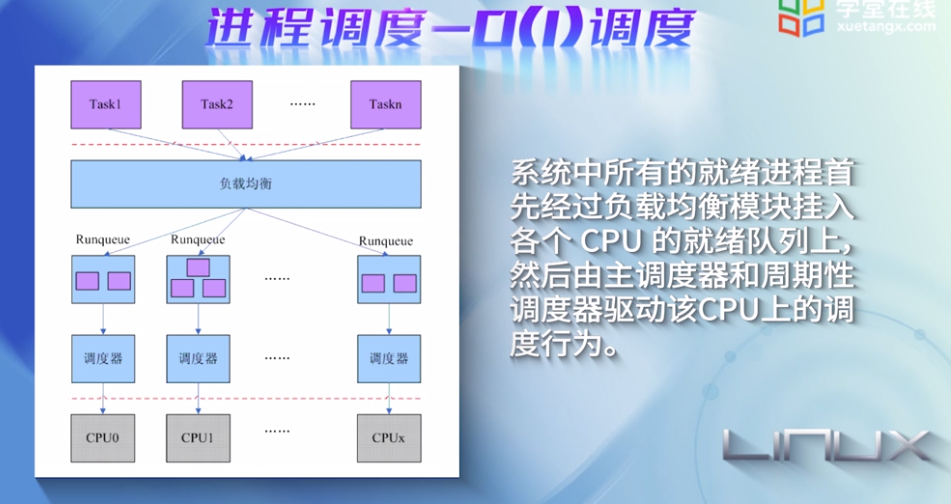 进程调度—O(1)调度
学堂在线
xuetangx.com
Task1 Task2 …… Taskn
负载均衡
Runqueue Runqueue Runqueue
……
调度器 调度器 …… 调度器
CPU0 CPU1 …… CPUx
系统中所有的就绪进程首
先经过负载均衡模块挂入
各个 CPU 的就绪队列上,
然后由主调度器和周期性
调度器驱动该CPU上的调
度行为。
LINUX